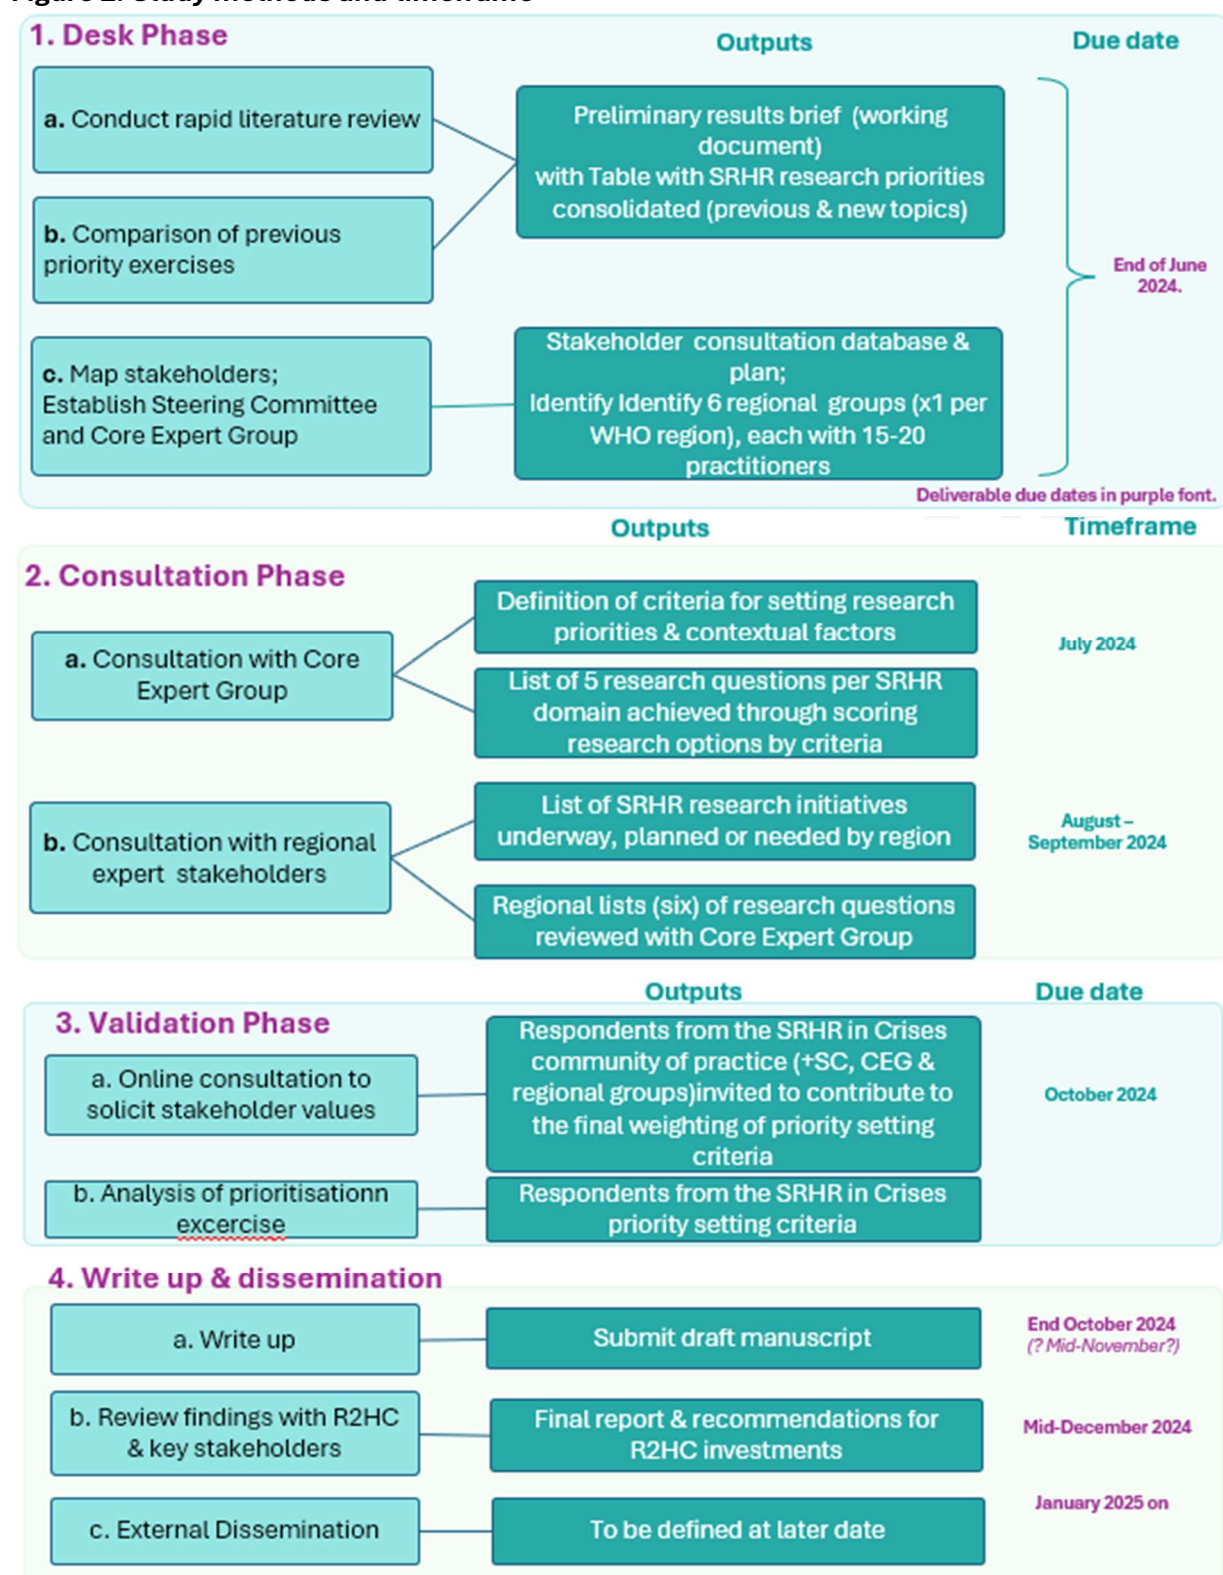 Figure 2. Study methods and timeframe
1. Desk Phase
Outputs
Due date
a. Conduct rapid literature review
Preliminary results brief (working
document)
with Table with SRHR research priorities
consolidated (previous & new topics)
b. Comparison of previous
priority exercises
End of June
2024.
c. Map stakeholders;
Establish Steering Committee
and Core Expert Group
Stakeholder consultation database &
plan;
Identify Identify 6 regional groups (x1 per
WHO region), each with 15-20
practitioners
Deliverable due dates in purple font.
Outputs
Timeframe
2. Consultation Phase
a. Consultation with Core
Expert Group
Definition of criteria for setting research
priorities & contextual factors
July 2024
List of 5 research questions per SRHR
domain achieved through scoring
research options by criteria
b. Consultation with regional
expert stakeholders
List of SRHR research initiatives
underway, planned or needed by region
August –
September 2024
Regional lists (six) of research questions
reviewed with Core Expert Group
Outputs
Due date
3. Validation Phase
a. Online consultation to
solicit stakeholder values
Respondents from the SRHR in Crises
community of practice (+SC, CEG &
regional groups)invited to contribute to
the final weighting of priority setting
criteria
October 2024
b. Analysis of prioritisationn
excercise
Respondents from the SRHR in Crises
priority setting criteria
4. Write up & dissemination
a. Write up
Submit draft manuscript
End October 2024
(? Mid-November?)
b. Review findings with R2HC
& key stakeholders
Final report & recommendations for
R2HC investments
Mid-December 2024
January 2025 on
c. External Dissemination
To be defined at later date